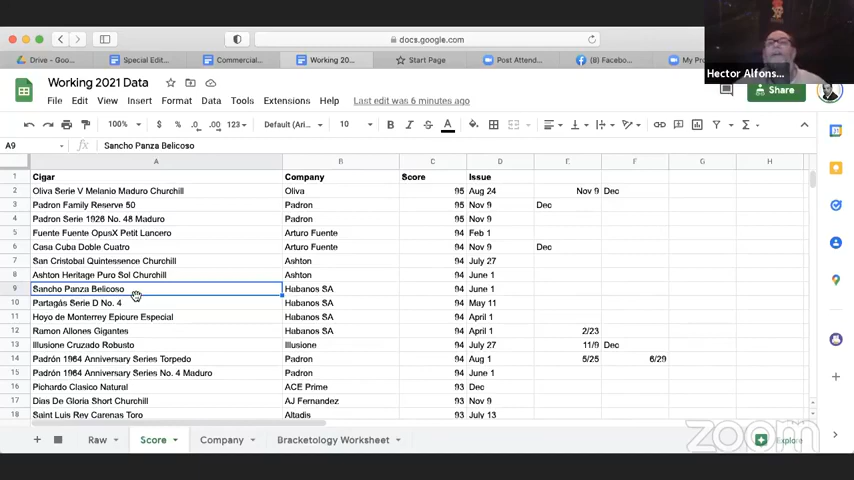 docs.google.com
Drive - Goo...
Special Edit...
Commercial...
Working 20...
Start Page
Post Attend...
(8) Faceboo...
My Pro
Hector Alfons...
Working 2021 Data
Share
File Edit View Insert Format Data Tools Extensions Help Last edit was 6 minutes ago
100% $ % .0 .00 123 Default (Ari... 10 B I S A
A9 fx Sancho Panza Belicoso
A B C D E F G H
1 Cigar Company Score Issue
2 Oliva Serie V Melanio Maduro Churchill Oliva 95 Aug 24 Nov 9 Dec
3 Padron Family Reserve 50 Padron 95 Nov 9 Dec
4 Padron Serie 1926 No. 48 Maduro Padron 95 Nov 9
5 Fuente Fuente OpusX Petit Lancero Arturo Fuente 94 Feb 1
6 Casa Cuba Doble Cuatro Arturo Fuente 94 Nov 9 Dec
7 San Cristobal Quintessence Churchill Ashton 94 July 27
8 Ashton Heritage Puro Sol Churchill Ashton 94 June 1
9 Sancho Panza Belicoso Habanos SA 94 June 1
10 Partagás Serie D No. 4 Habanos SA 94 May 11
11 Hoyo de Monterrey Epicure Especial Habanos SA 94 April 1
12 Ramon Allones Gigantes Habanos SA 94 April 1 2/23
13 Illusione Cruzado Robusto Illusione 94 July 27 11/9 Dec
14 Padrón 1964 Anniversary Series Torpedo Padron 94 Aug 1 5/25 6/29
15 Padrón 1964 Anniversary Series No. 4 Maduro Padron 94 June 1
16 Pichardo Clasico Natural ACE Prime 93 Dec
17 Dias De Gloria Short Churchill AJ Fernandez 93 Nov 9
18 Saint Luis Rey Carenas Toro Altadis 93 July 13
Raw Score Company Bracketology Worksheet Explore
zoom